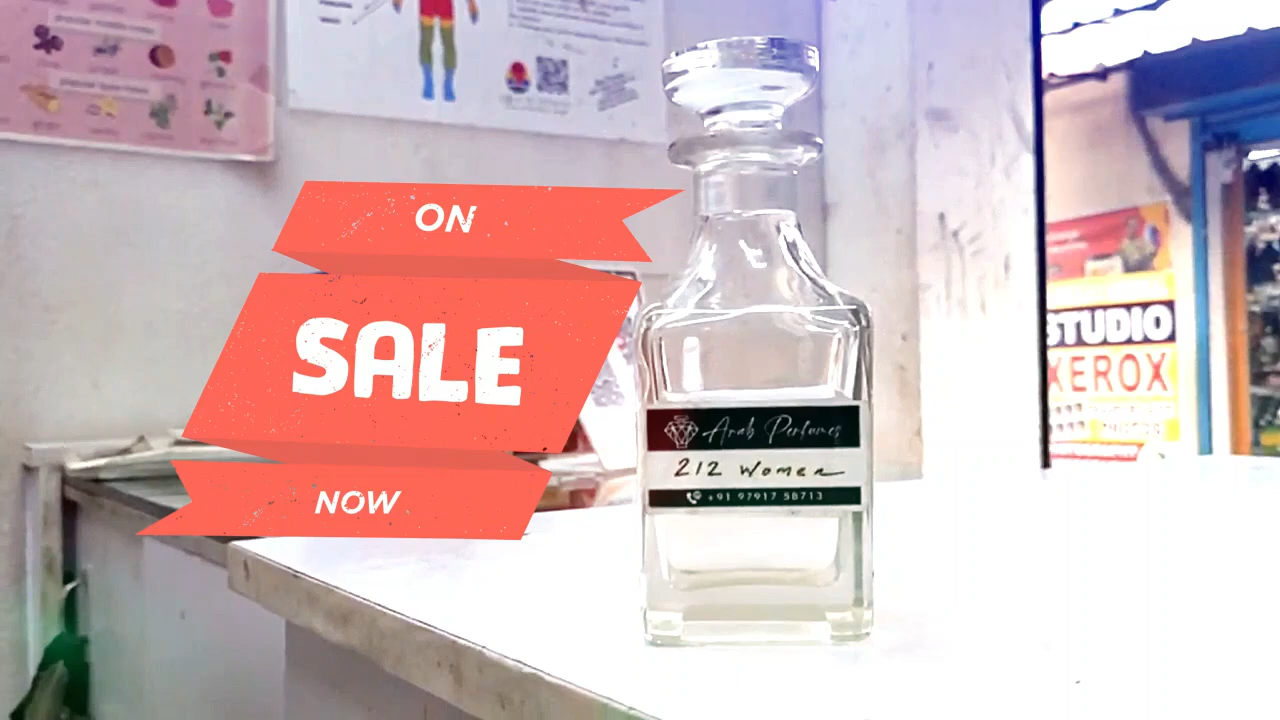 ON
SALE
NOW
Arab Perfumes
212 Women
+91 97917 58713
STUDIO
XEROX